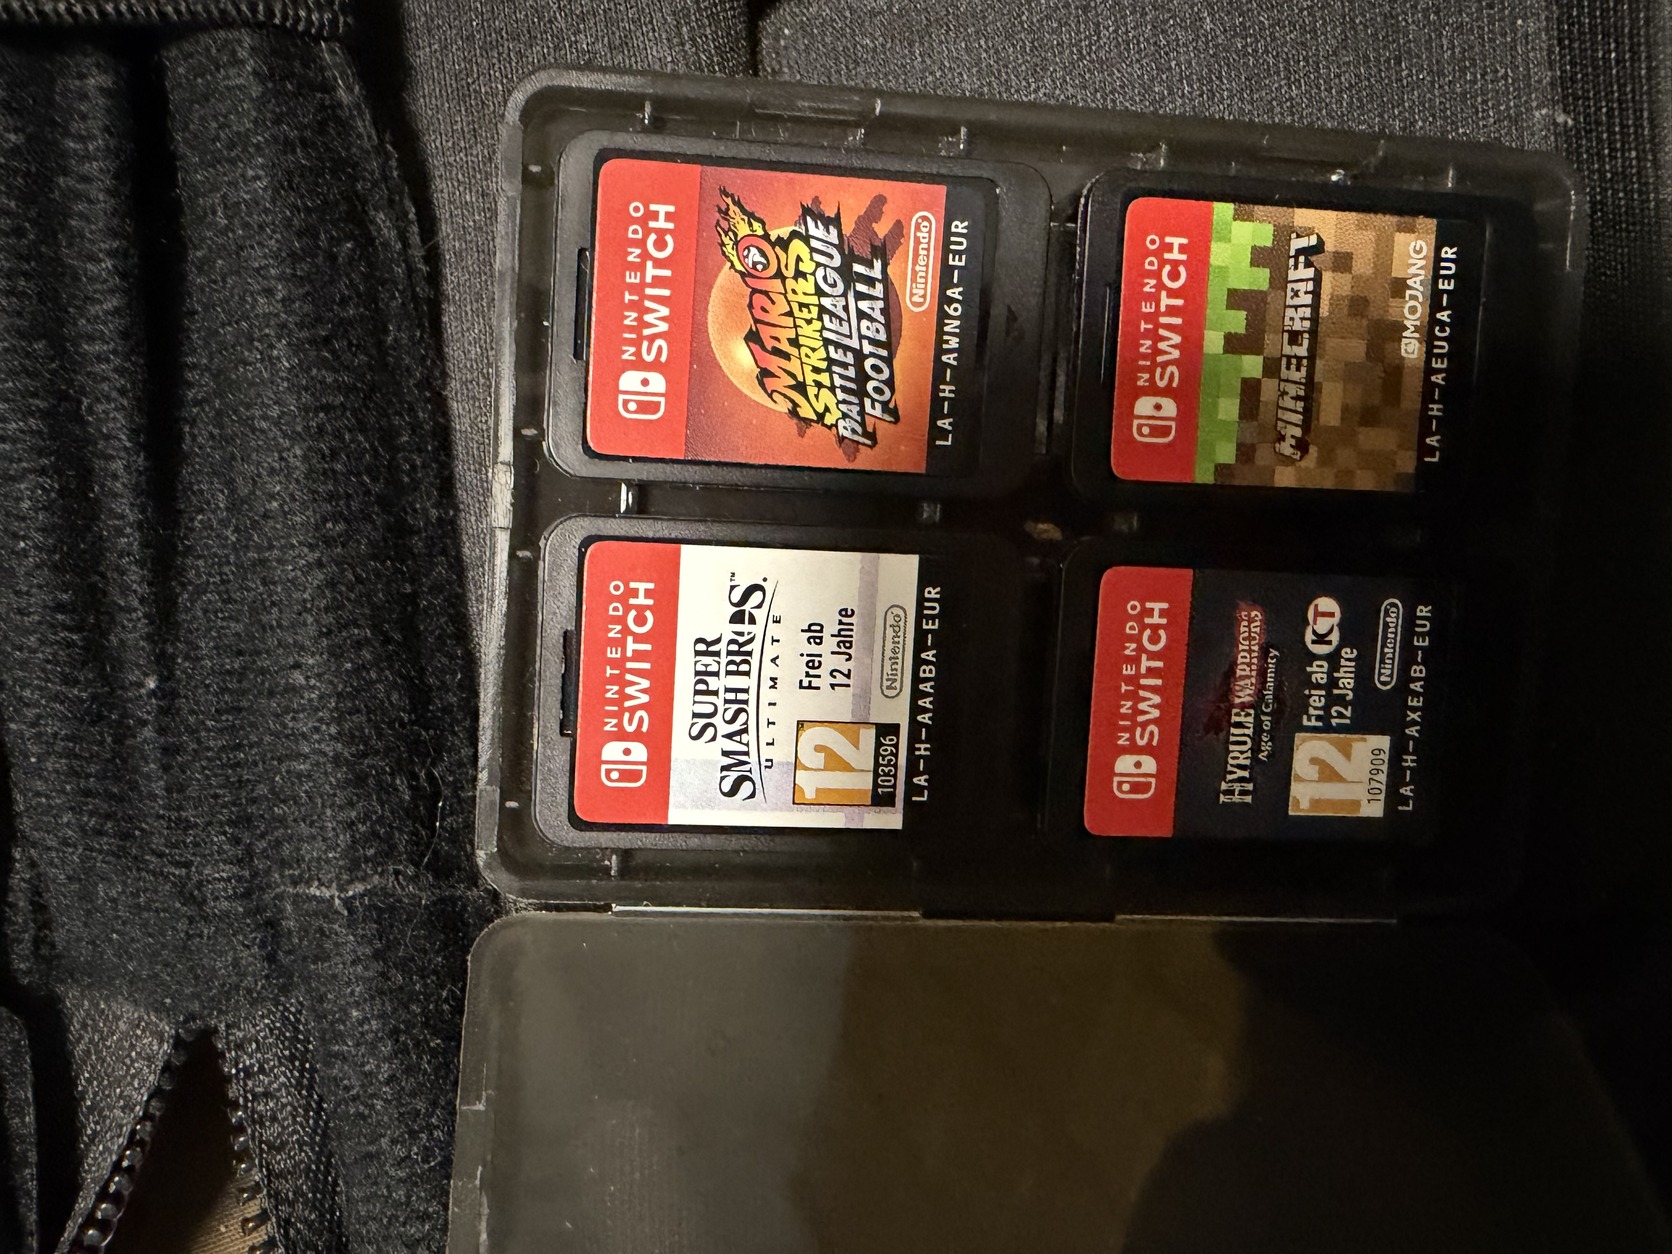 NINTENDO
SWITCH
SUPER
SMASH BROS.™
ULTIMATE
12
103596
Frei ab
12 Jahre
Nintendo
LA-H-AAABA-EUR
NINTENDO
SWITCH
MARIO
STRIKERS
BATTLE LEAGUE
FOOTBALL
Nintendo
LA-H-AWN6A-EUR
NINTENDO
SWITCH
HYRULE WARRIORS
Age of Calamity
12
107909
Frei ab
12 Jahre
KT
Nintendo
LA-H-AXEAB-EUR
NINTENDO
SWITCH
MINECRAFT
MOJANG
LA-H-AEUCA-EUR